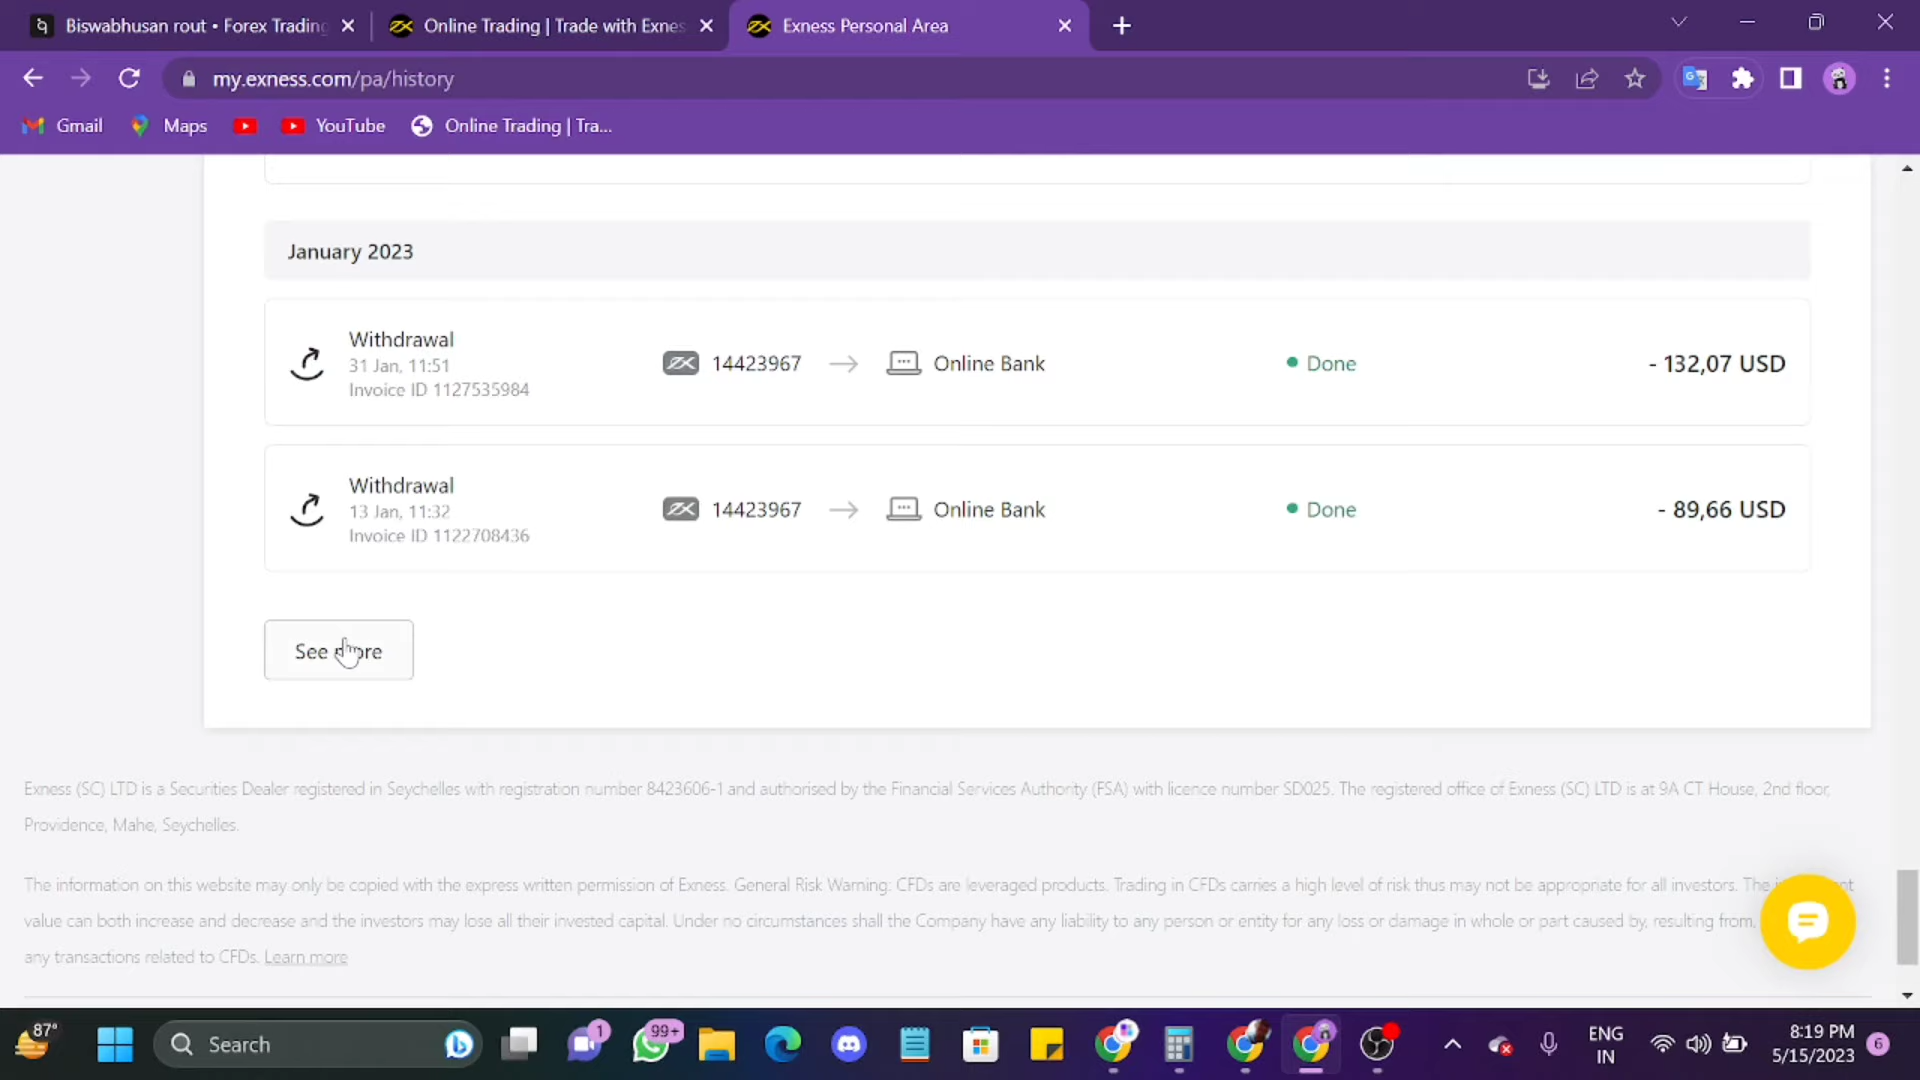 Biswabhusan rout • Forex Trading
Online Trading | Trade with Exnes
Exness Personal Area
my.exness.com/pa/history
Gmail
Maps
YouTube
Online Trading | Tra...
January 2023
Withdrawal
31 Jan, 11:51
Invoice ID 1127535984
14423967
Online Bank
Done
- 132,07 USD
Withdrawal
13 Jan, 11:32
Invoice ID 1122708436
14423967
Online Bank
Done
- 89,66 USD
See more
Exness (SC) LTD is a Securities Dealer registered in Seychelles with registration number 8423606-1 and authorised by the Financial Services Authority (FSA) with licence number SD025. The registered office of Exness (SC) LTD is at 9A CT House, 2nd floor,
Providence, Mahe, Seychelles.
The information on this website may only be copied with the express written permission of Exness. General Risk Warning: CFDs are leveraged products. Trading in CFDs carries a high level of risk thus may not be appropriate for all investors. The
value can both increase and decrease and the investors may lose all their invested capital. Under no circumstances shall the Company have any liability to any person or entity for any loss or damage in whole or part caused by, resulting from,
any transactions related to CFDs. Learn more
87°
Search
1
99+
ENG
IN
8:19 PM
5/15/2023
6